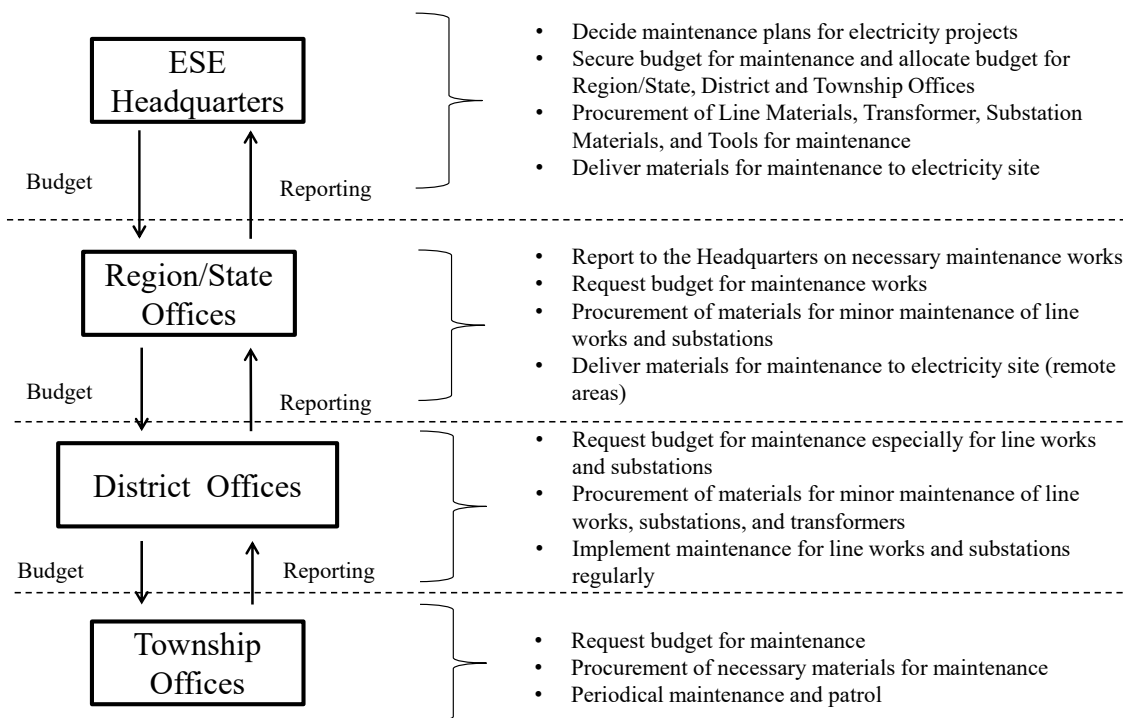 ESE
Headquarters
Budget
Reporting
• Decide maintenance plans for electricity projects
• Secure budget for maintenance and allocate budget for
Region/State, District and Township Offices
• Procurement of Line Materials, Transformer, Substation
Materials, and Tools for maintenance
• Deliver materials for maintenance to electricity site
Region/State
Offices
Budget
Reporting
• Report to the Headquarters on necessary maintenance works
• Request budget for maintenance works
• Procurement of materials for minor maintenance of line
works and substations
• Deliver materials for maintenance to electricity site (remote
areas)
District Offices
Budget
Reporting
• Request budget for maintenance especially for line works
and substations
• Procurement of materials for minor maintenance of line
works, substations, and transformers
• Implement maintenance for line works and substations
regularly
Township
Offices
• Request budget for maintenance
• Procurement of necessary materials for maintenance
• Periodical maintenance and patrol